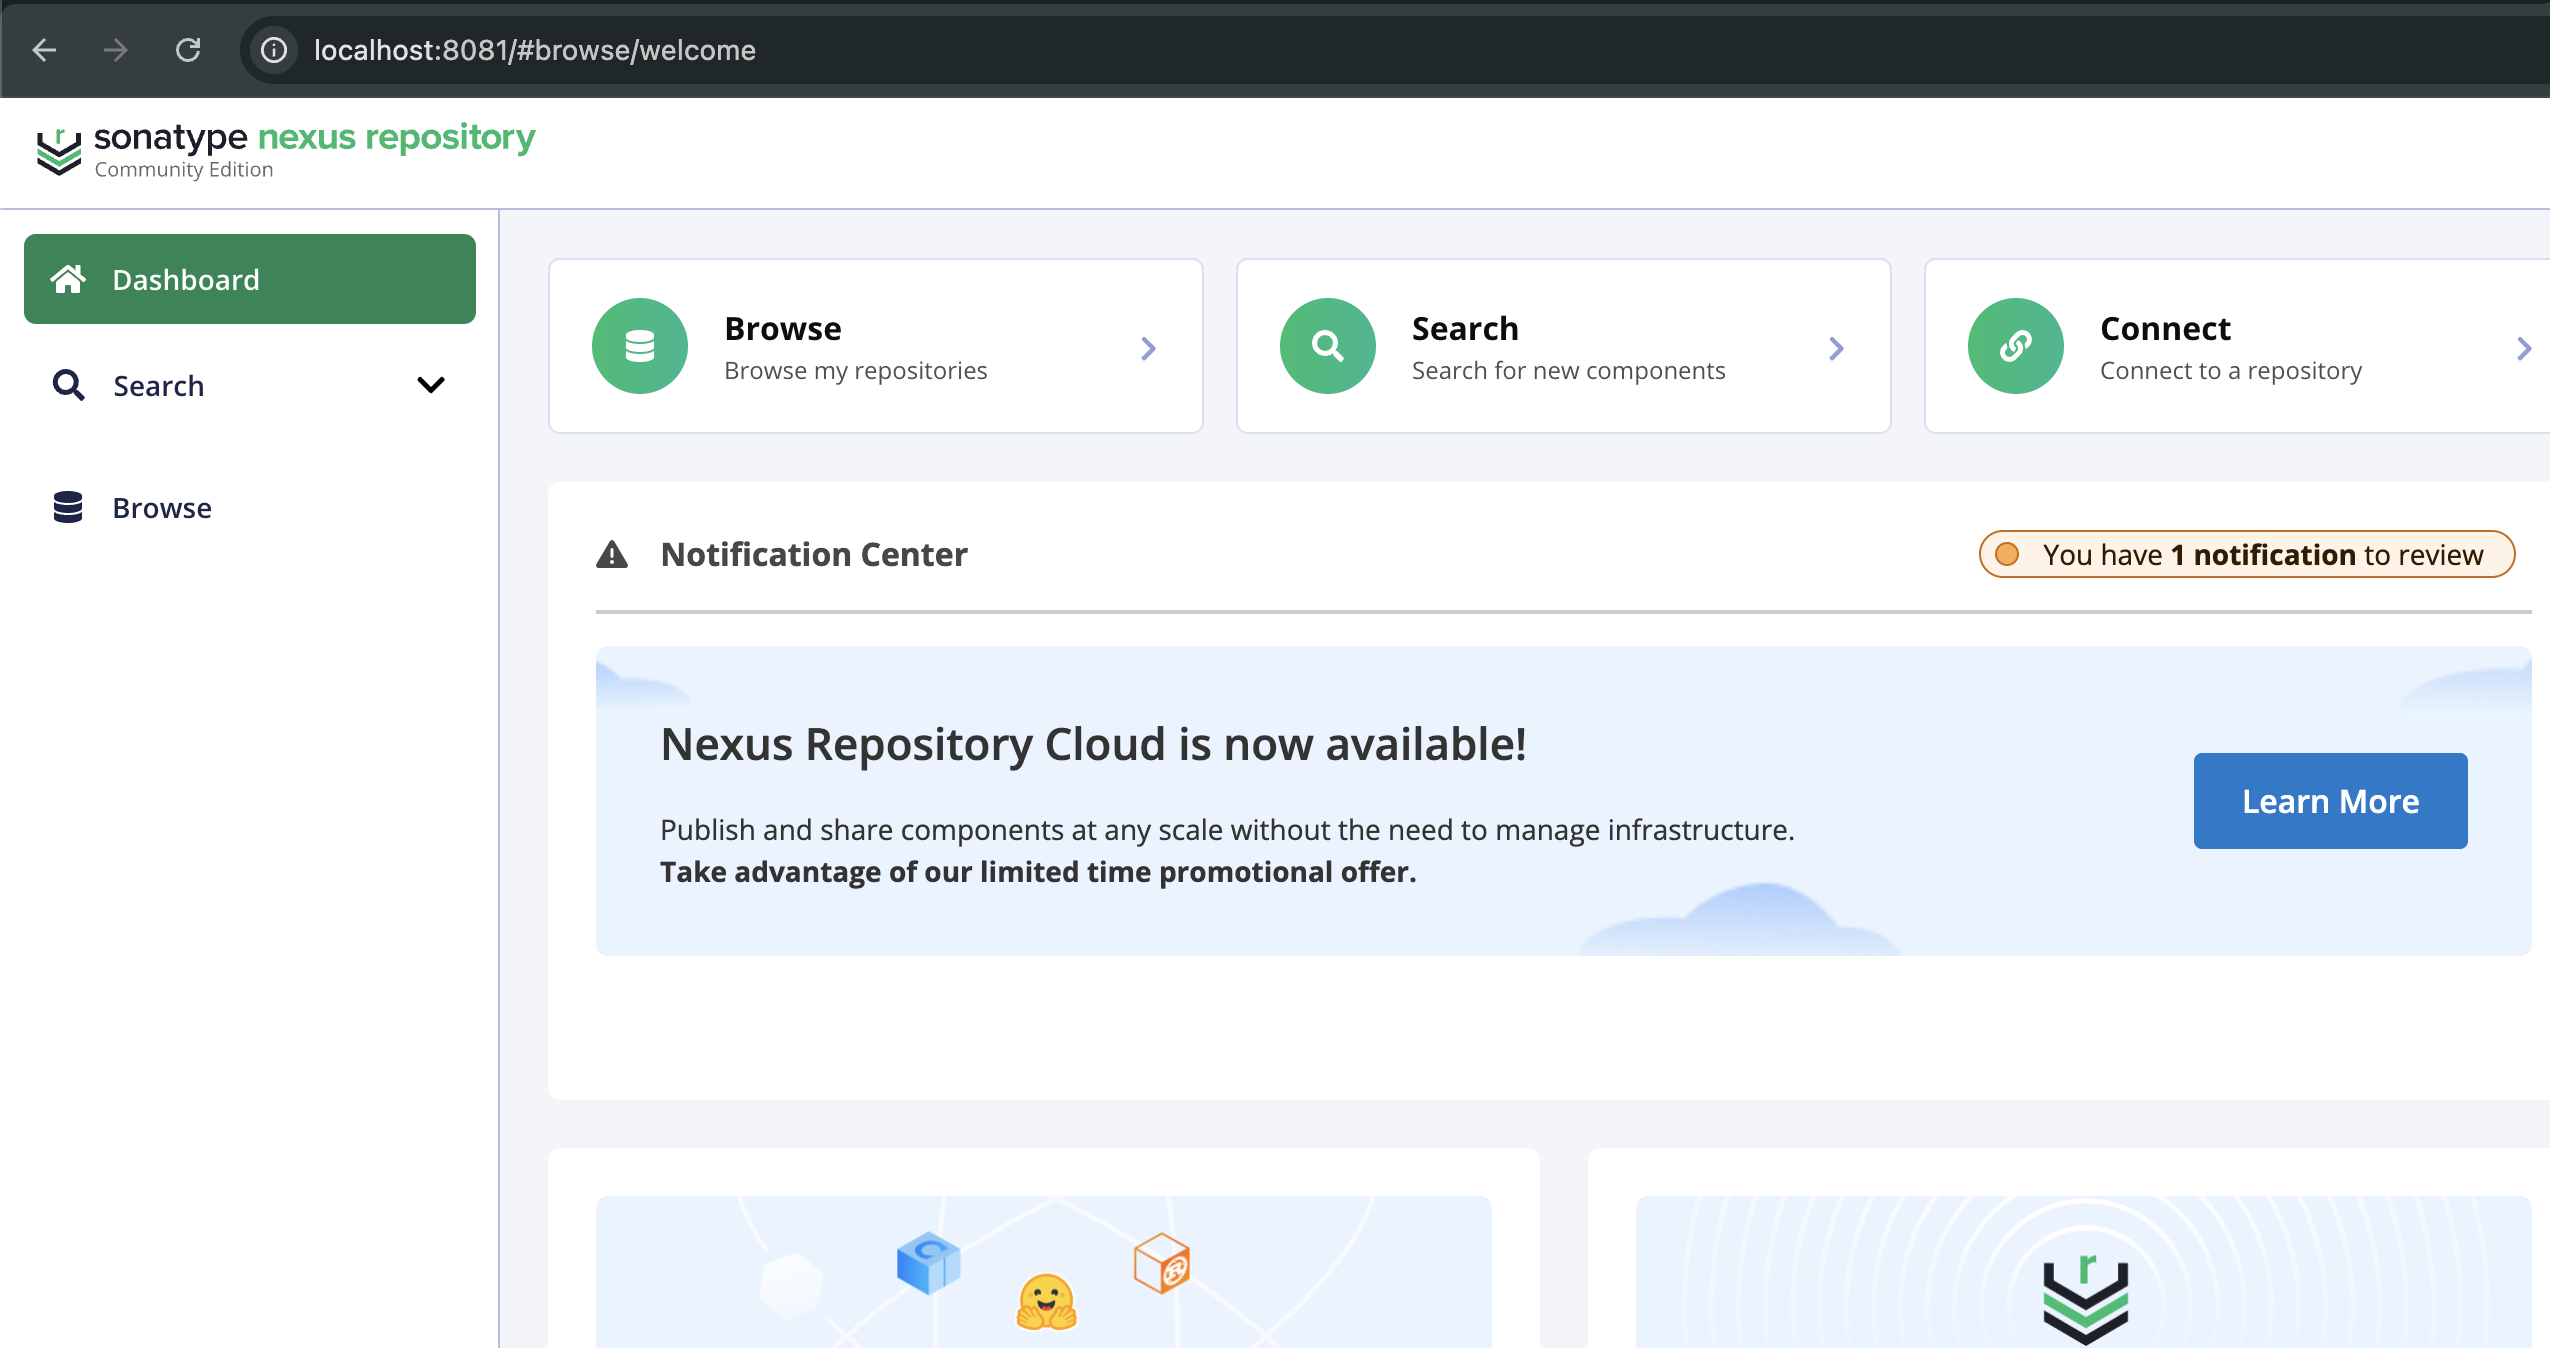 localhost:8081/#browse/welcome
sonatype nexus repository
Community Edition
Dashboard
Search
Browse
Browse
Browse my repositories
Search
Search for new components
Connect
Connect to a repository
Notification Center
You have 1 notification to review
Nexus Repository Cloud is now available!
Publish and share components at any scale without the need to manage infrastructure.
Take advantage of our limited time promotional offer.
Learn More